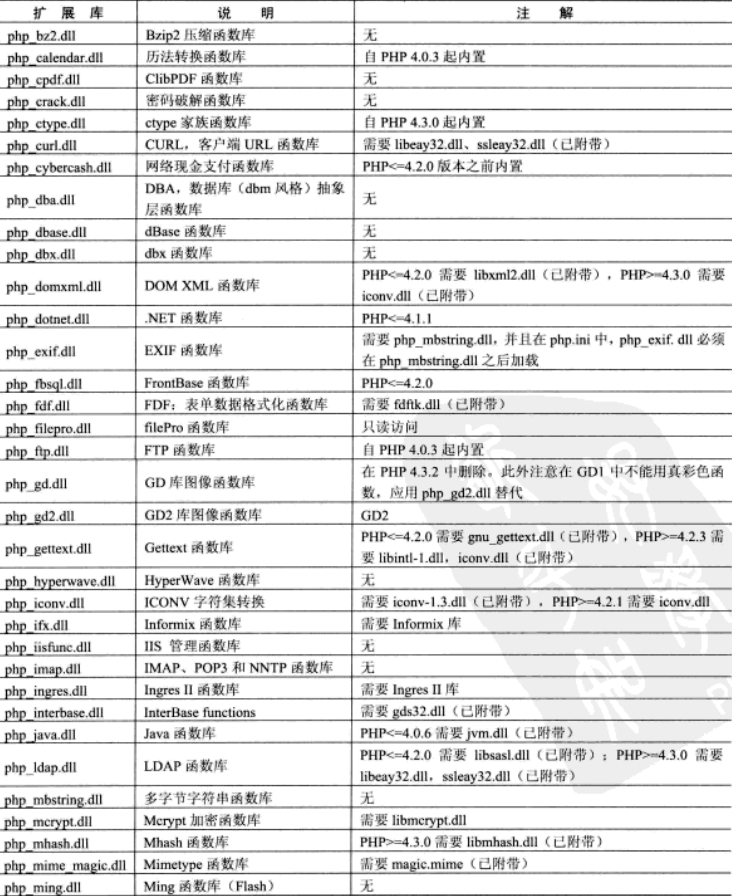 扩 展 库 说 明 注 解
php_bz2.dll Bzip2 压缩函数库 无
php_calendar.dll 历法转换函数库 自 PHP 4.0.3 起内置
php_cpdf.dll ClibPDF 函数库 无
php_crack.dll 密码破解函数库 无
php_ctype.dll ctype 家族函数库 自 PHP 4.3.0 起内置
php_curl.dll CURL，客户端 URL 函数库 需要 libeay32.dll、ssleay32.dll（已附带）
php_cybercash.dll 网络现金支付函数库 PHP<=4.2.0 版本之前内置
php_dba.dll DBA，数据库（dbm 风格）抽象
层函数库 无
php_dbase.dll dBase 函数库 无
php_dbx.dll dbx 函数库 无
php_domxml.dll DOM XML 函数库 PHP<=4.2.0 需要 libxml2.dll（已附带），PHP>=4.3.0 需要
iconv.dll（已附带）
php_dotnet.dll .NET 函数库 PHP<=4.1.1
php_exif.dll EXIF 函数库 需要 php_mbstring.dll, 并且在 php.ini 中，php_exif. dll 必须
在 php_mbstring.dll 之后加载
php_fbsql.dll FrontBase 函数库 PHP<=4.2.0
php_fdf.dll FDF：表单数据格式化函数库 需要 fdftk.dll（已附带）
php_filepro.dll filePro 函数库 只读访问
php_ftp.dll FTP 函数库 自 PHP 4.0.3 起内置
php_gd.dll GD 库图像函数库 在 PHP 4.3.2 中删除。此外注意在 GD1 中不能用真彩色函
数，应用 php_gd2.dll 替代
php_gd2.dll GD2 库图像函数库 GD2
php_gettext.dll Gettext 函数库 PHP<=4.2.0 需要 gnu_gettext.dll（已附带），PHP>=4.2.3 需
要 libintl-1.dll，iconv.dll（已附带）
php_hyperwave.dll HyperWave 函数库 无
php_iconv.dll ICONV 字符集转换 需要 iconv-1.3.dll（已附带），PHP>=4.2.1 需要 iconv.dll
php_ifx.dll Informix 函数库 需要 Informix 库
php_iisfunc.dll IIS 管理函数库 无
php_imap.dll IMAP、POP3 和 NNTP 函数库 无
php_ingres.dll Ingres II 函数库 需要 Ingres II 库
php_interbase.dll InterBase functions 需要 gds32.dll（已附带）
php_java.dll Java 函数库 PHP<=4.0.6 需要 jvm.dll（已附带）
php_ldap.dll LDAP 函数库 PHP<=4.2.0 需要 libsasl.dll（已附带）；PHP>=4.3.0 需要
libeay32.dll，ssleay32.dll（已附带）
php_mbstring.dll 多字节字符串函数库 无
php_mcrypt.dll Mcrypt 加密函数库 需要 libmcrypt.dll
php_mhash.dll Mhash 函数库 PHP>=4.3.0 需要 libmhash.dll（已附带）
php_mime_magic.dll Mimetype 函数库 需要 magic.mime（已附带）
php_ming.dll Ming 函数库（Flash） 无